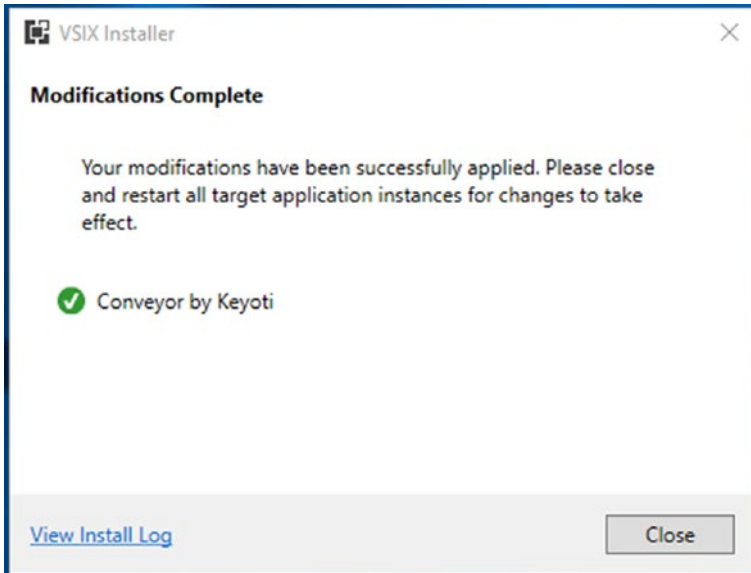 VSIX Installer
Modifications Complete
Your modifications have been successfully applied. Please close
and restart all target application instances for changes to take
effect.
Conveyor by Keyoti
View Install Log
Close